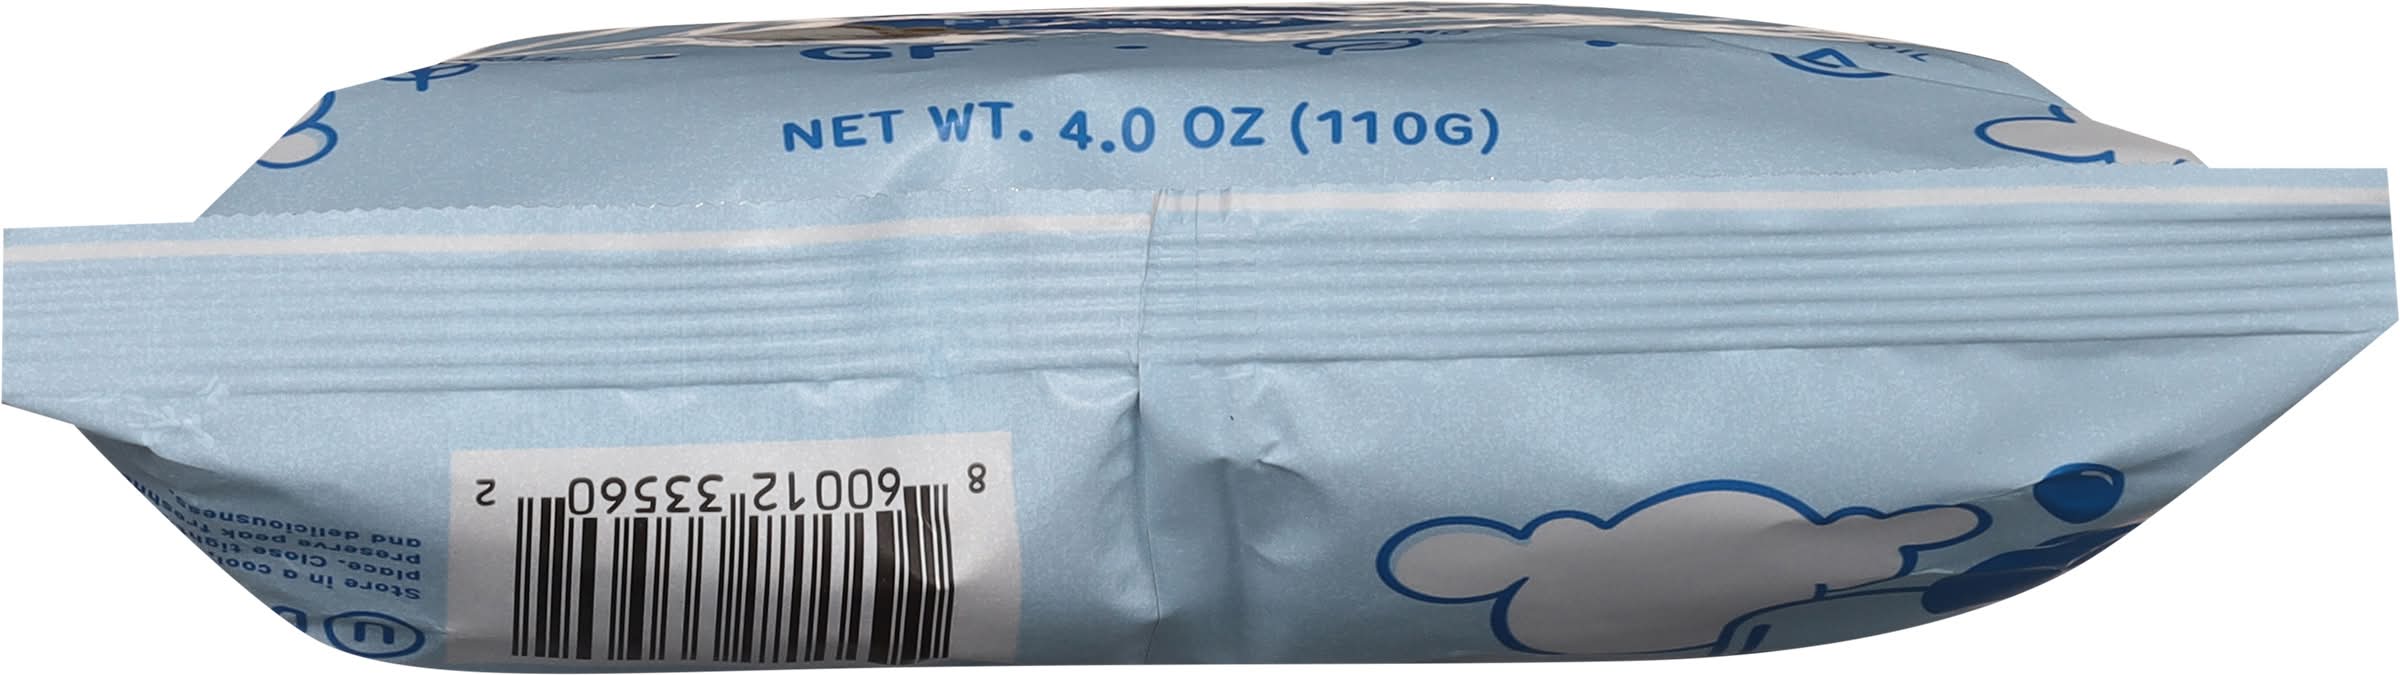 GF
NET WT. 4.0 OZ (110G)
8 60012 33560 2
U D
Store in a cool
place. Close tight
preserve peak fresh
and deliciousness.